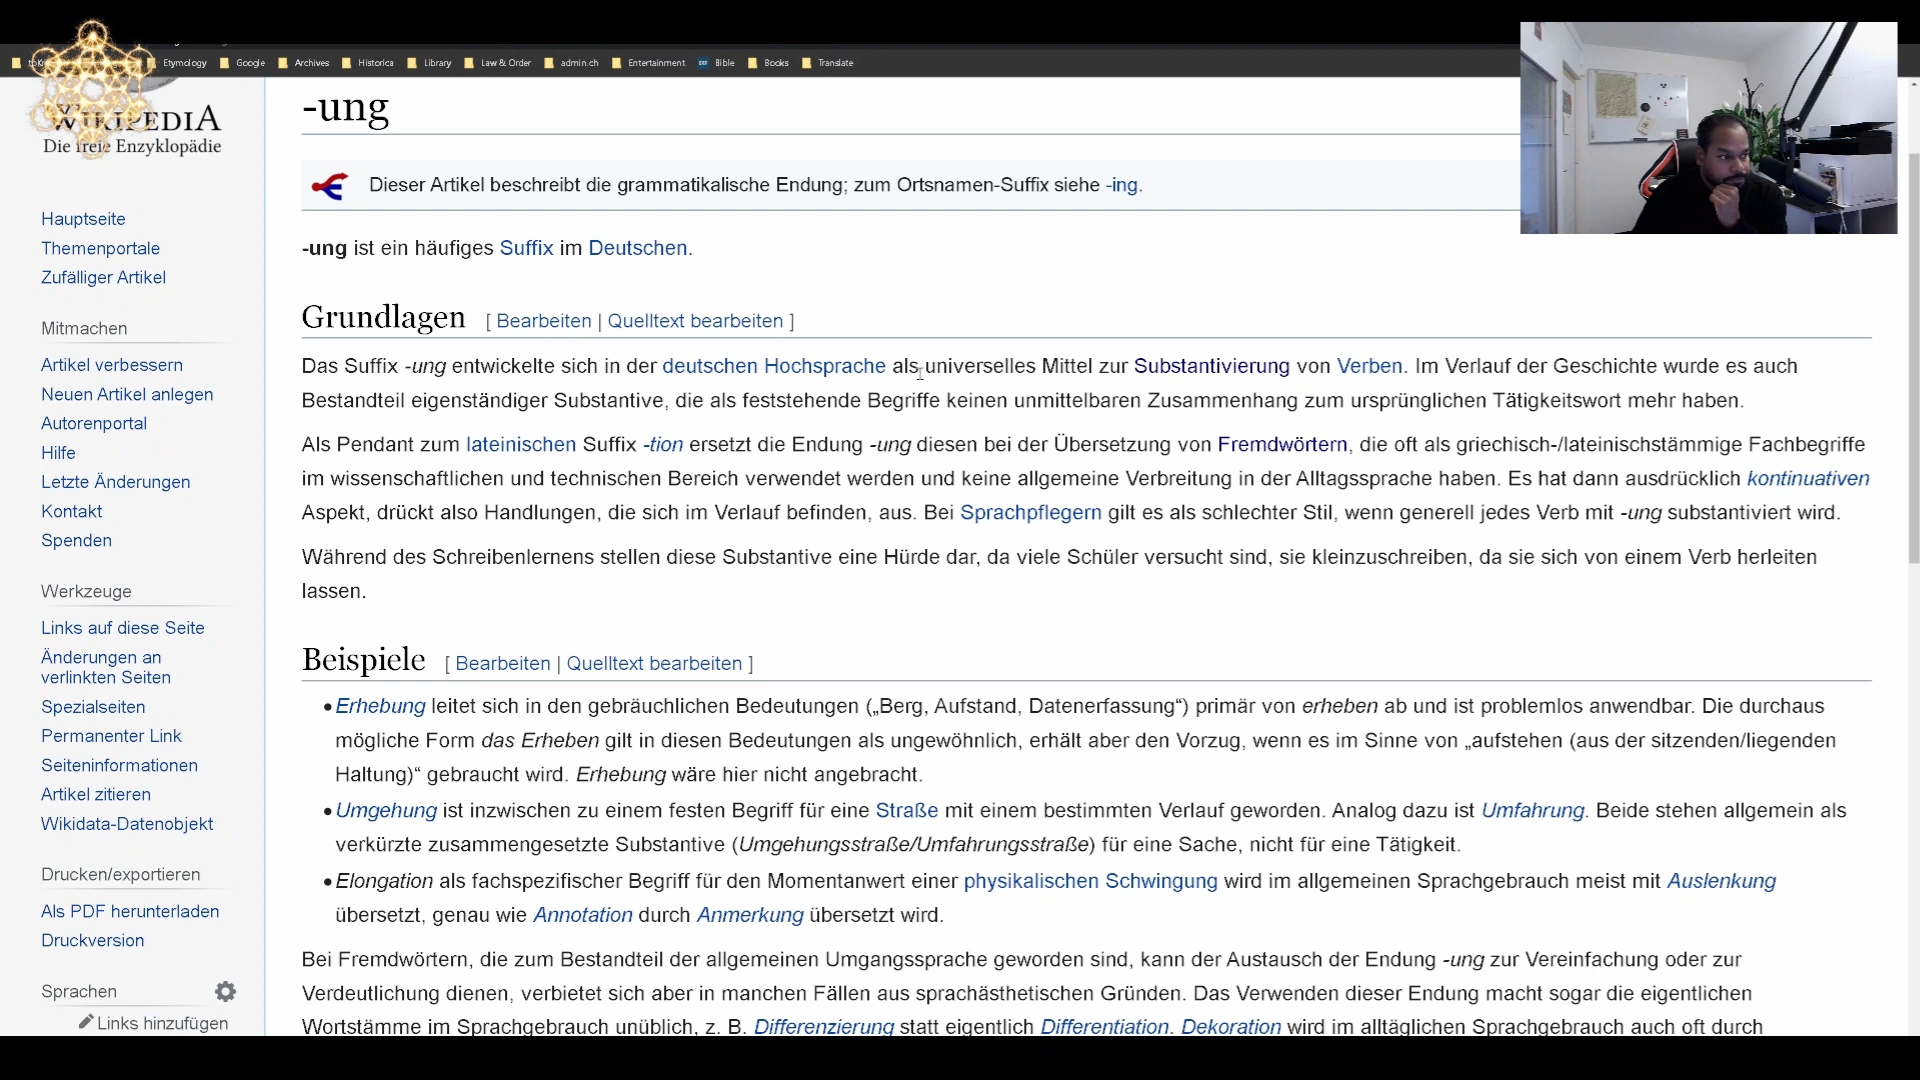 Etymology Google Archives Historica Library Law & Order admin.ch Entertainment Bible Books Translate
WIKIPEDIA
Die freie Enzyklopädie
Hauptseite
Themenportale
Zufälliger Artikel
Mitmachen
Artikel verbessern
Neuen Artikel anlegen
Autorenportal
Hilfe
Letzte Änderungen
Kontakt
Spenden
Werkzeuge
Links auf diese Seite
Änderungen an
verlinkten Seiten
Spezialseiten
Permanenter Link
Seiteninformationen
Artikel zitieren
Wikidata-Datenobjekt
Drucken/exportieren
Als PDF herunterladen
Druckversion
Sprachen
Links hinzufügen
-ung
Dieser Artikel beschreibt die grammatikalische Endung; zum Ortsnamen-Suffix siehe -ing.
-ung ist ein häufiges Suffix im Deutschen.
Grundlagen [ Bearbeiten | Quelltext bearbeiten ]
Das Suffix -ung entwickelte sich in der deutschen Hochsprache als universelles Mittel zur Substantivierung von Verben. Im Verlauf der Geschichte wurde es auch
Bestandteil eigenständiger Substantive, die als feststehende Begriffe keinen unmittelbaren Zusammenhang zum ursprünglichen Tätigkeitswort mehr haben.
Als Pendant zum lateinischen Suffix -tion ersetzt die Endung -ung diesen bei der Übersetzung von Fremdwörtern, die oft als griechisch-/lateinischstämmige Fachbegriffe
im wissenschaftlichen und technischen Bereich verwendet werden und keine allgemeine Verbreitung in der Alltagssprache haben. Es hat dann ausdrücklich kontinuativen
Aspekt, drückt also Handlungen, die sich im Verlauf befinden, aus. Bei Sprachpflegern gilt es als schlechter Stil, wenn generell jedes Verb mit -ung substantiviert wird.
Während des Schreibenlernens stellen diese Substantive eine Hürde dar, da viele Schüler versucht sind, sie kleinzuschreiben, da sie sich von einem Verb herleiten
lassen.
Beispiele [ Bearbeiten | Quelltext bearbeiten ]
• Erhebung leitet sich in den gebräuchlichen Bedeutungen („Berg, Aufstand, Datenerfassung“) primär von erheben ab und ist problemlos anwendbar. Die durchaus
mögliche Form das Erheben gilt in diesen Bedeutungen als ungewöhnlich, erhält aber den Vorzug, wenn es im Sinne von „aufstehen (aus der sitzenden/liegenden
Haltung)“ gebraucht wird. Erhebung wäre hier nicht angebracht.
• Umgehung ist inzwischen zu einem festen Begriff für eine Straße mit einem bestimmten Verlauf geworden. Analog dazu ist Umfahrung. Beide stehen allgemein als
verkürzte zusammengesetzte Substantive (Umgehungsstraße/Umfahrungsstraße) für eine Sache, nicht für eine Tätigkeit.
• Elongation als fachspezifischer Begriff für den Momentanwert einer physikalischen Schwingung wird im allgemeinen Sprachgebrauch meist mit Auslenkung
übersetzt, genau wie Annotation durch Anmerkung übersetzt wird.
Bei Fremdwörtern, die zum Bestandteil der allgemeinen Umgangssprache geworden sind, kann der Austausch der Endung -ung zur Vereinfachung oder zur
Verdeutlichung dienen, verbietet sich aber in manchen Fällen aus sprachästhetischen Gründen. Das Verwenden dieser Endung macht sogar die eigentlichen
Wortstämme im Sprachgebrauch unüblich, z. B. Differenzierung statt eigentlich Differentiation. Dekoration wird im alltäglichen Sprachgebrauch auch oft durch